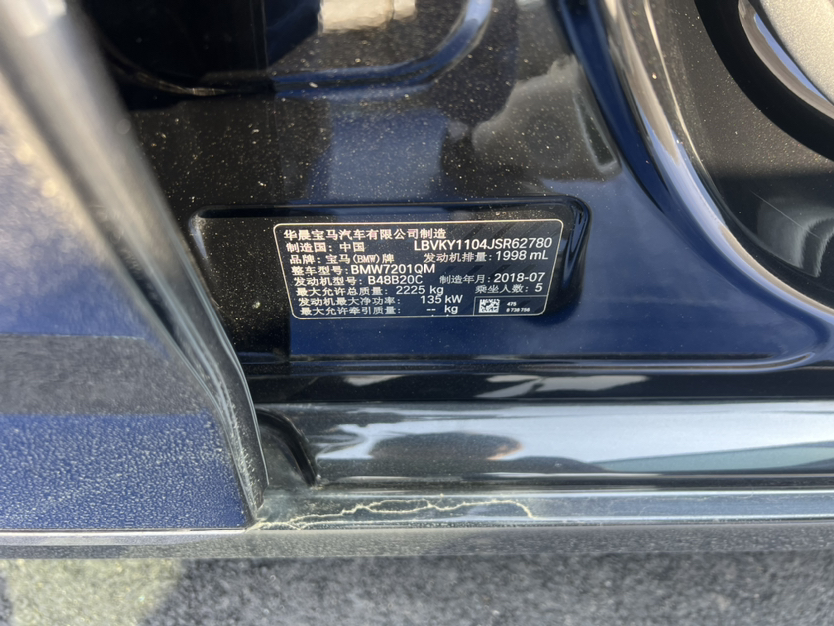 华晨宝马汽车有限公司制造
制造国: 中国 LBVKY1104JSR62780
品牌: 宝马(BMW)牌 发动机排量: 1998 mL
整车型号: BMW7201QM
发动机型号: B48B20C 制造年月: 2018-07
最大允许总质量: 2225 kg 乘坐人数: 5
发动机最大净功率: 135 kW
最大允许牵引质量: -- kg
475
8 738 758